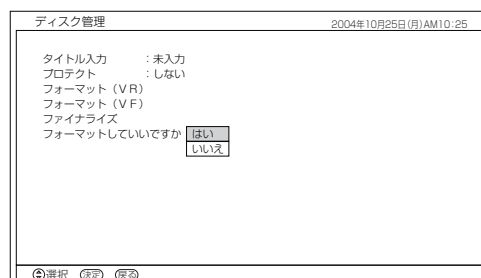 ディスク管理 2004年10月25日(月)AM10:25
タイトル入力 :未入力
プロテクト :しない
フォーマット(VR)
フォーマット(VF)
ファイナライズ
フォーマットしていいですか はい
いいえ
選択 決定 戻る